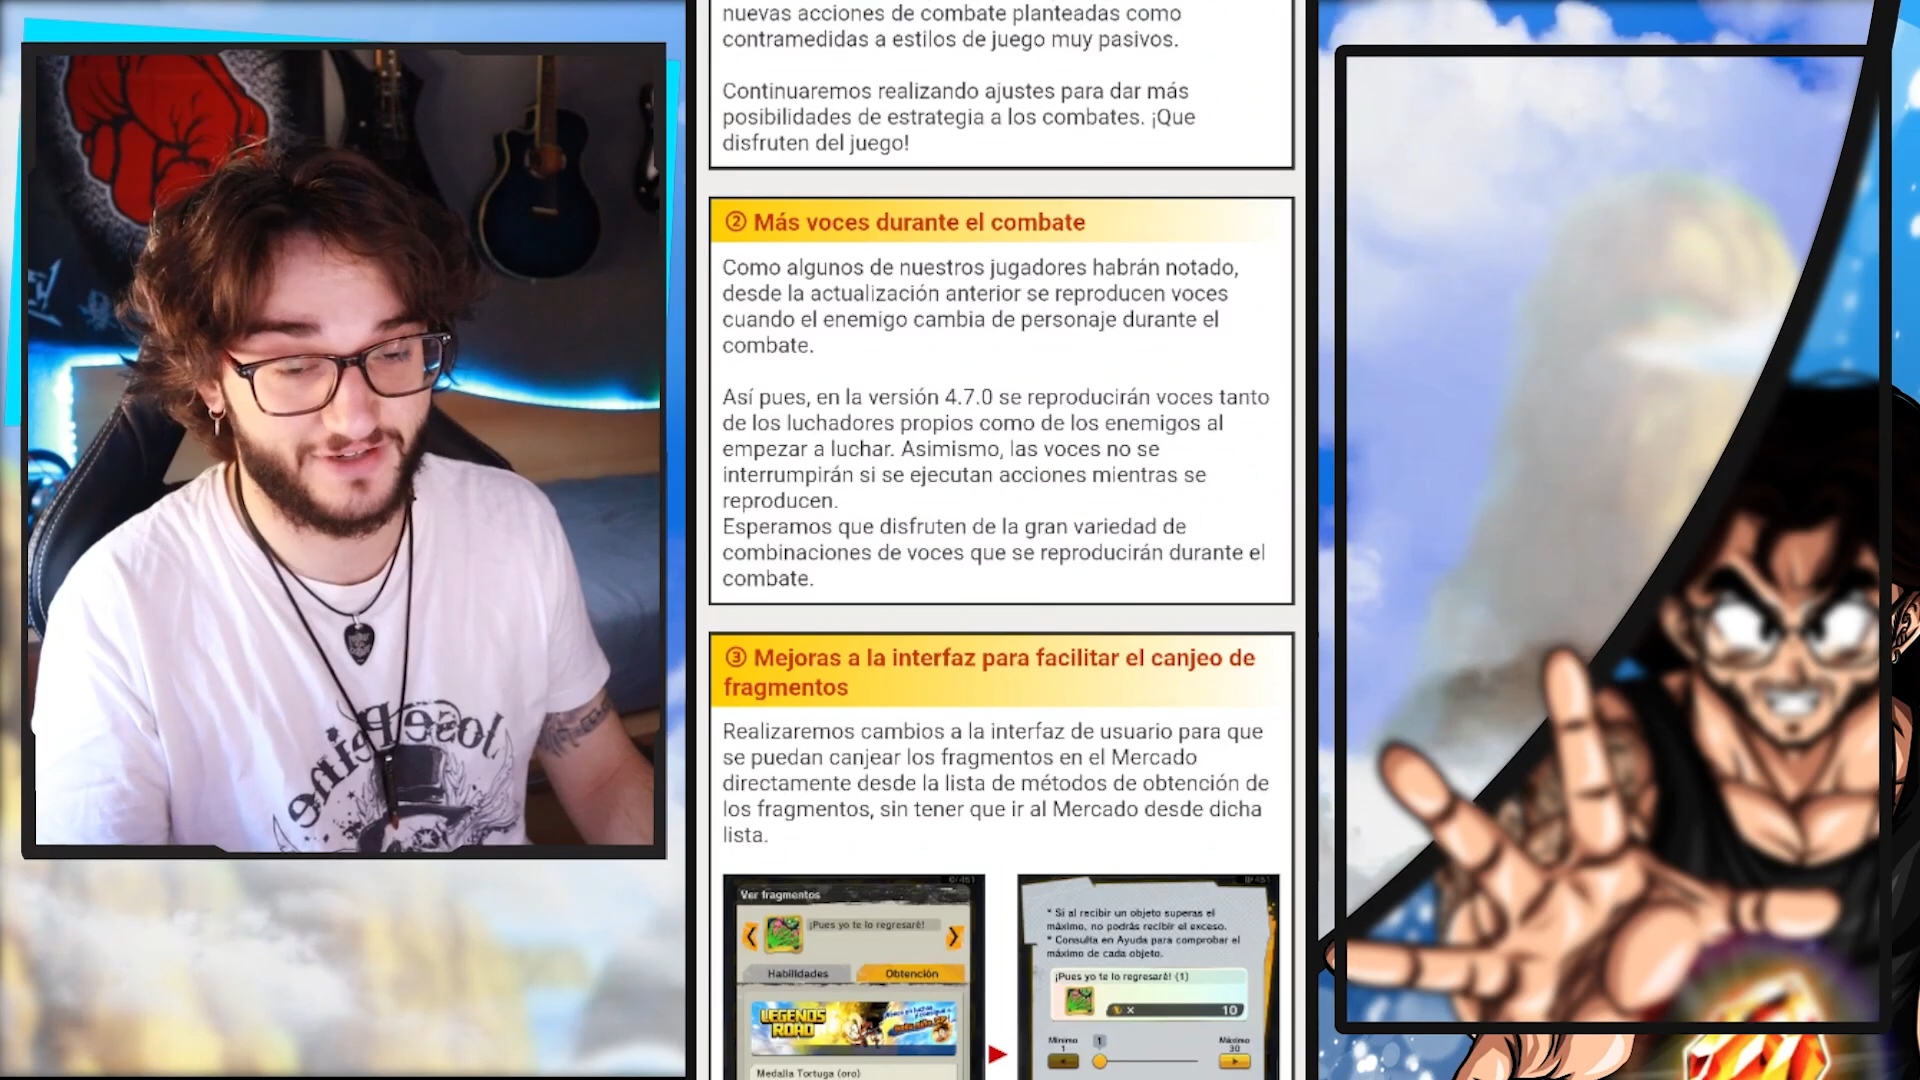 nuevas acciones de combate planteadas como
contramedidas a estilos de juego muy pasivos.
Continuaremos realizando ajustes para dar más
posibilidades de estrategia a los combates. ¡Que
disfruten del juego!
② Más voces durante el combate
Como algunos de nuestros jugadores habrán notado,
desde la actualización anterior se reproducen voces
cuando el enemigo cambia de personaje durante el
combate.
Así pues, en la versión 4.7.0 se reproducirán voces tanto
de los luchadores propios como de los enemigos al
empezar a luchar. Asimismo, las voces no se
interrumpirán si se ejecutan acciones mientras se
reproducen.
Esperamos que disfruten de la gran variedad de
combinaciones de voces que se reproducirán durante el
combate.
③ Mejoras a la interfaz para facilitar el canjeo de
fragmentos
Realizaremos cambios a la interfaz de usuario para que
se puedan canjear los fragmentos en el Mercado
directamente desde la lista de métodos de obtención de
los fragmentos, sin tener que ir al Mercado desde dicha
lista.
Ver fragmentos
¡Pues yo te lo regresaré!
Habilidades
Obtención
LEGENDS
ROAD
Medalla Tortuga (oro)
* Si al recibir un objeto superas el
máximo, no podrás recibir el exceso.
* Consulta en Ayuda para comprobar el
máximo de cada objeto.
¡Pues yo te lo regresaré! (1)
x 10
Mínimo
1
1
Máximo
30